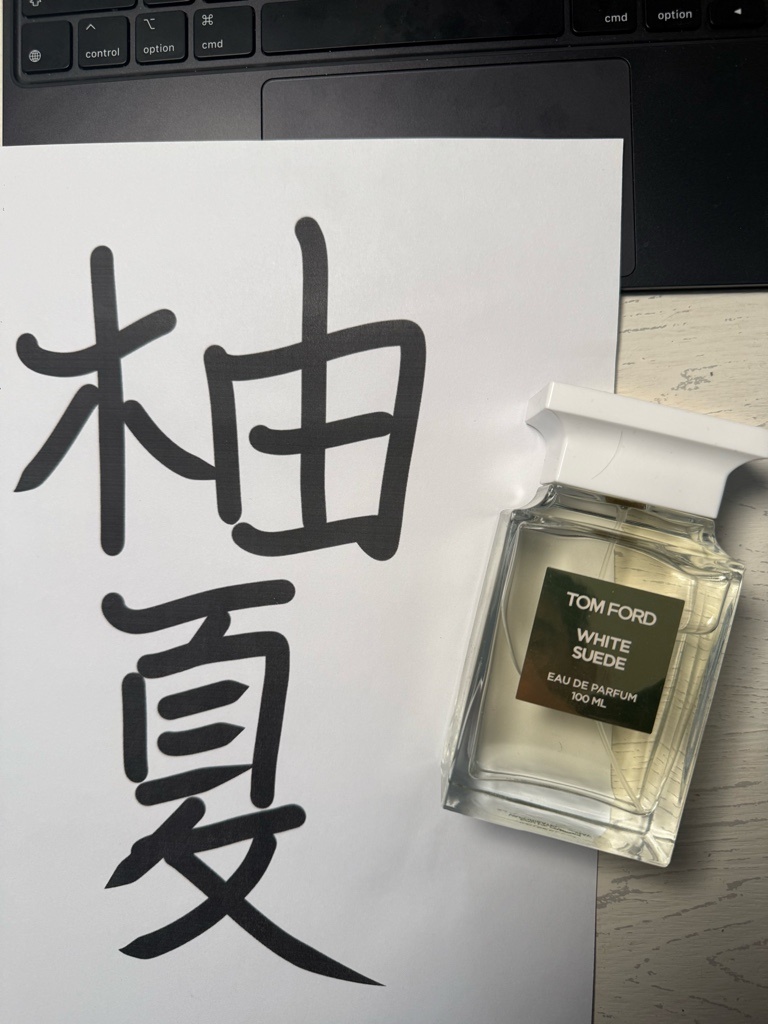 control
option
cmd
cmd
option
柚
夏
TOM FORD
WHITE
SUEDE
EAU DE PARFUM
100 ML